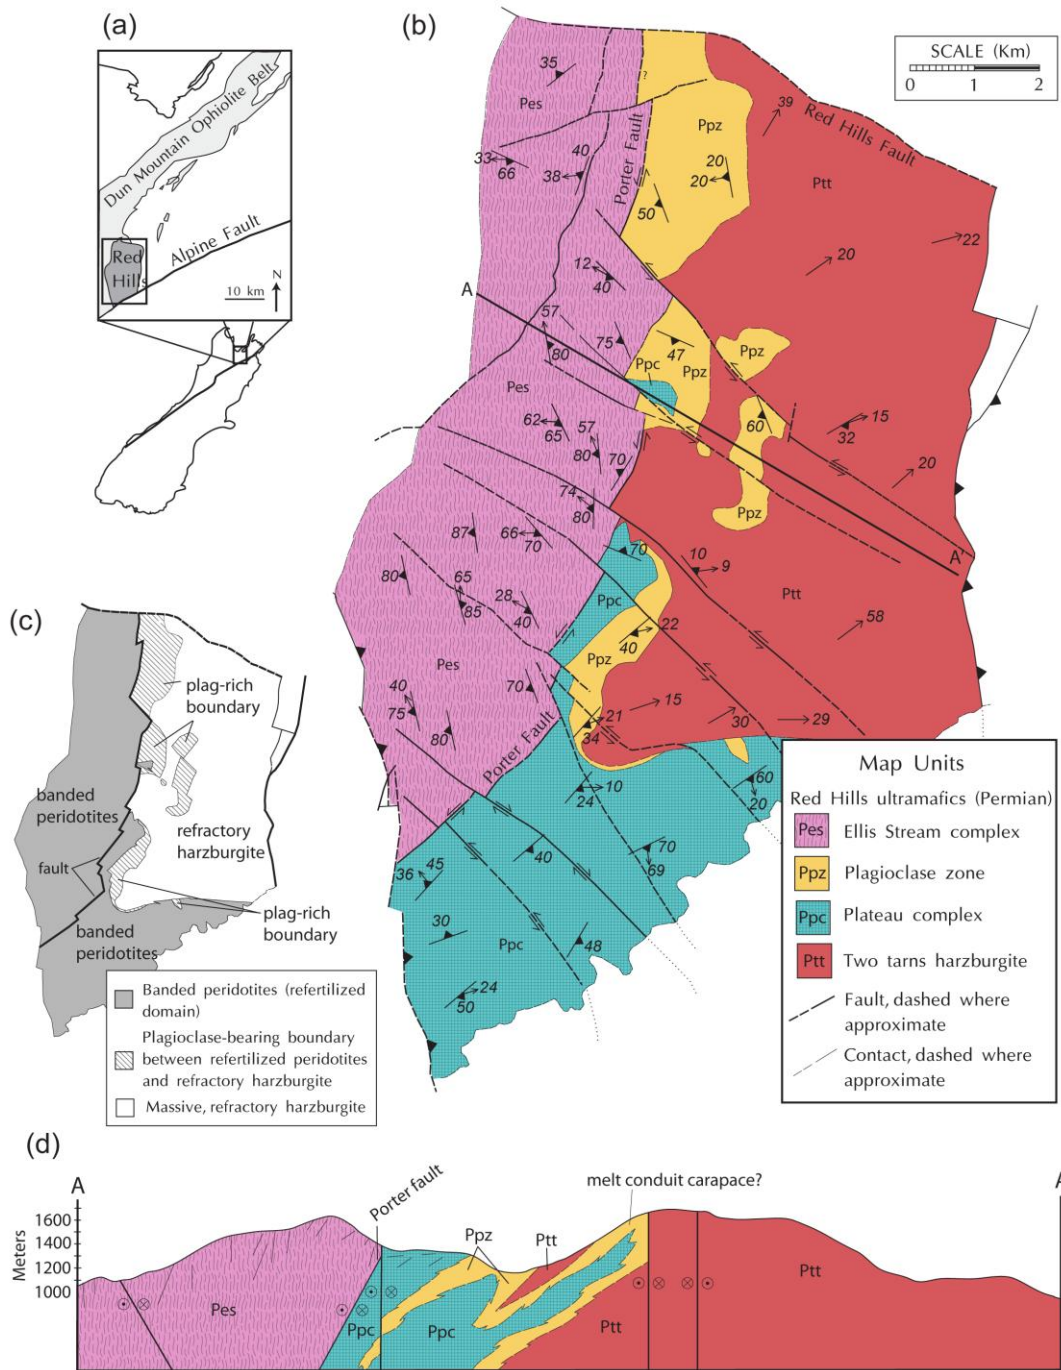 (a)
Dun Mountain Ophiolite Belt
Alpine Fault
Red
Hills
10 km
N
(b)
SCALE (Km)
0 1 2
35
Pes
?
Ppz
39
Red Hills Fault
40
33
66
38
Porter Fault
20
20
50
Ptt
22
20
12
40
A
57
80
75
47
Ppc
Ppz
Ppz
Pes
62
65
57
80
70
60
15
32
20
74
80
Ppz
A'
87
66
70
70
10
9
80
65
85
28
40
Ppc
Ptt
58
22
40
Ppz
Pes
40
75
70
80
15
21
34
30
29
Porter Fault
10
24
60
20
45
36
40
70
69
30
Ppc
48
24
50
Map Units
Red Hills ultramafics (Permian)
Pes Ellis Stream complex
Ppz Plagioclase zone
Ppc Plateau complex
Ptt Two tarns harzburgite
Fault, dashed where
approximate
Contact, dashed where
approximate
(c)
plag-rich
boundary
banded
peridotites
refractory
harzburgite
fault
plag-rich
boundary
banded
peridotites
Banded peridotites (refertilized
domain)
Plagioclase-bearing boundary
between refertilized peridotites
and refractory harzburgite
Massive, refractory harzburgite
(d)
A
Porter fault
melt conduit carapace?
A
Meters
1600
1400
1200
1000
Ppz
Ptt
Pes
Ppc
Ppc
Ptt
Ptt